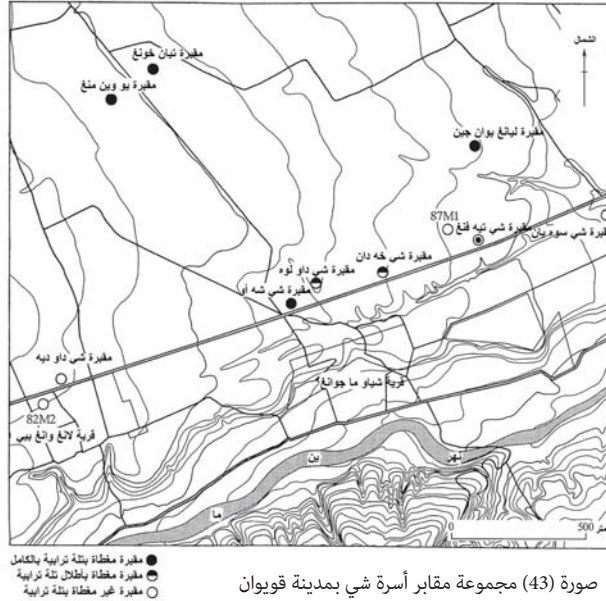 الشمال
مقبرة تيان خونغ
مقبرة يو وين منغ
مقبرة ليانغ يوان جين
87M1
مقبرة شي تيه فنغ
مقبرة شي سوه يان
مقبرة شي خه دان
مقبرة شي داو لوه
مقبرة شي شه أو
مقبرة شي داو ديه
82M2
قرية شياو ما جوانغ
قرية لانغ وانغ بيي
نهر
ين
ما
0 500 متر
مقبرة مغطاة بتلة ترابية بالكامل
مقبرة مغطاة بأطلال تلة ترابية
مقبرة غير مغطاة بتلة ترابية
صورة (43) مجموعة مقابر أسرة شي بمدينة قويوان